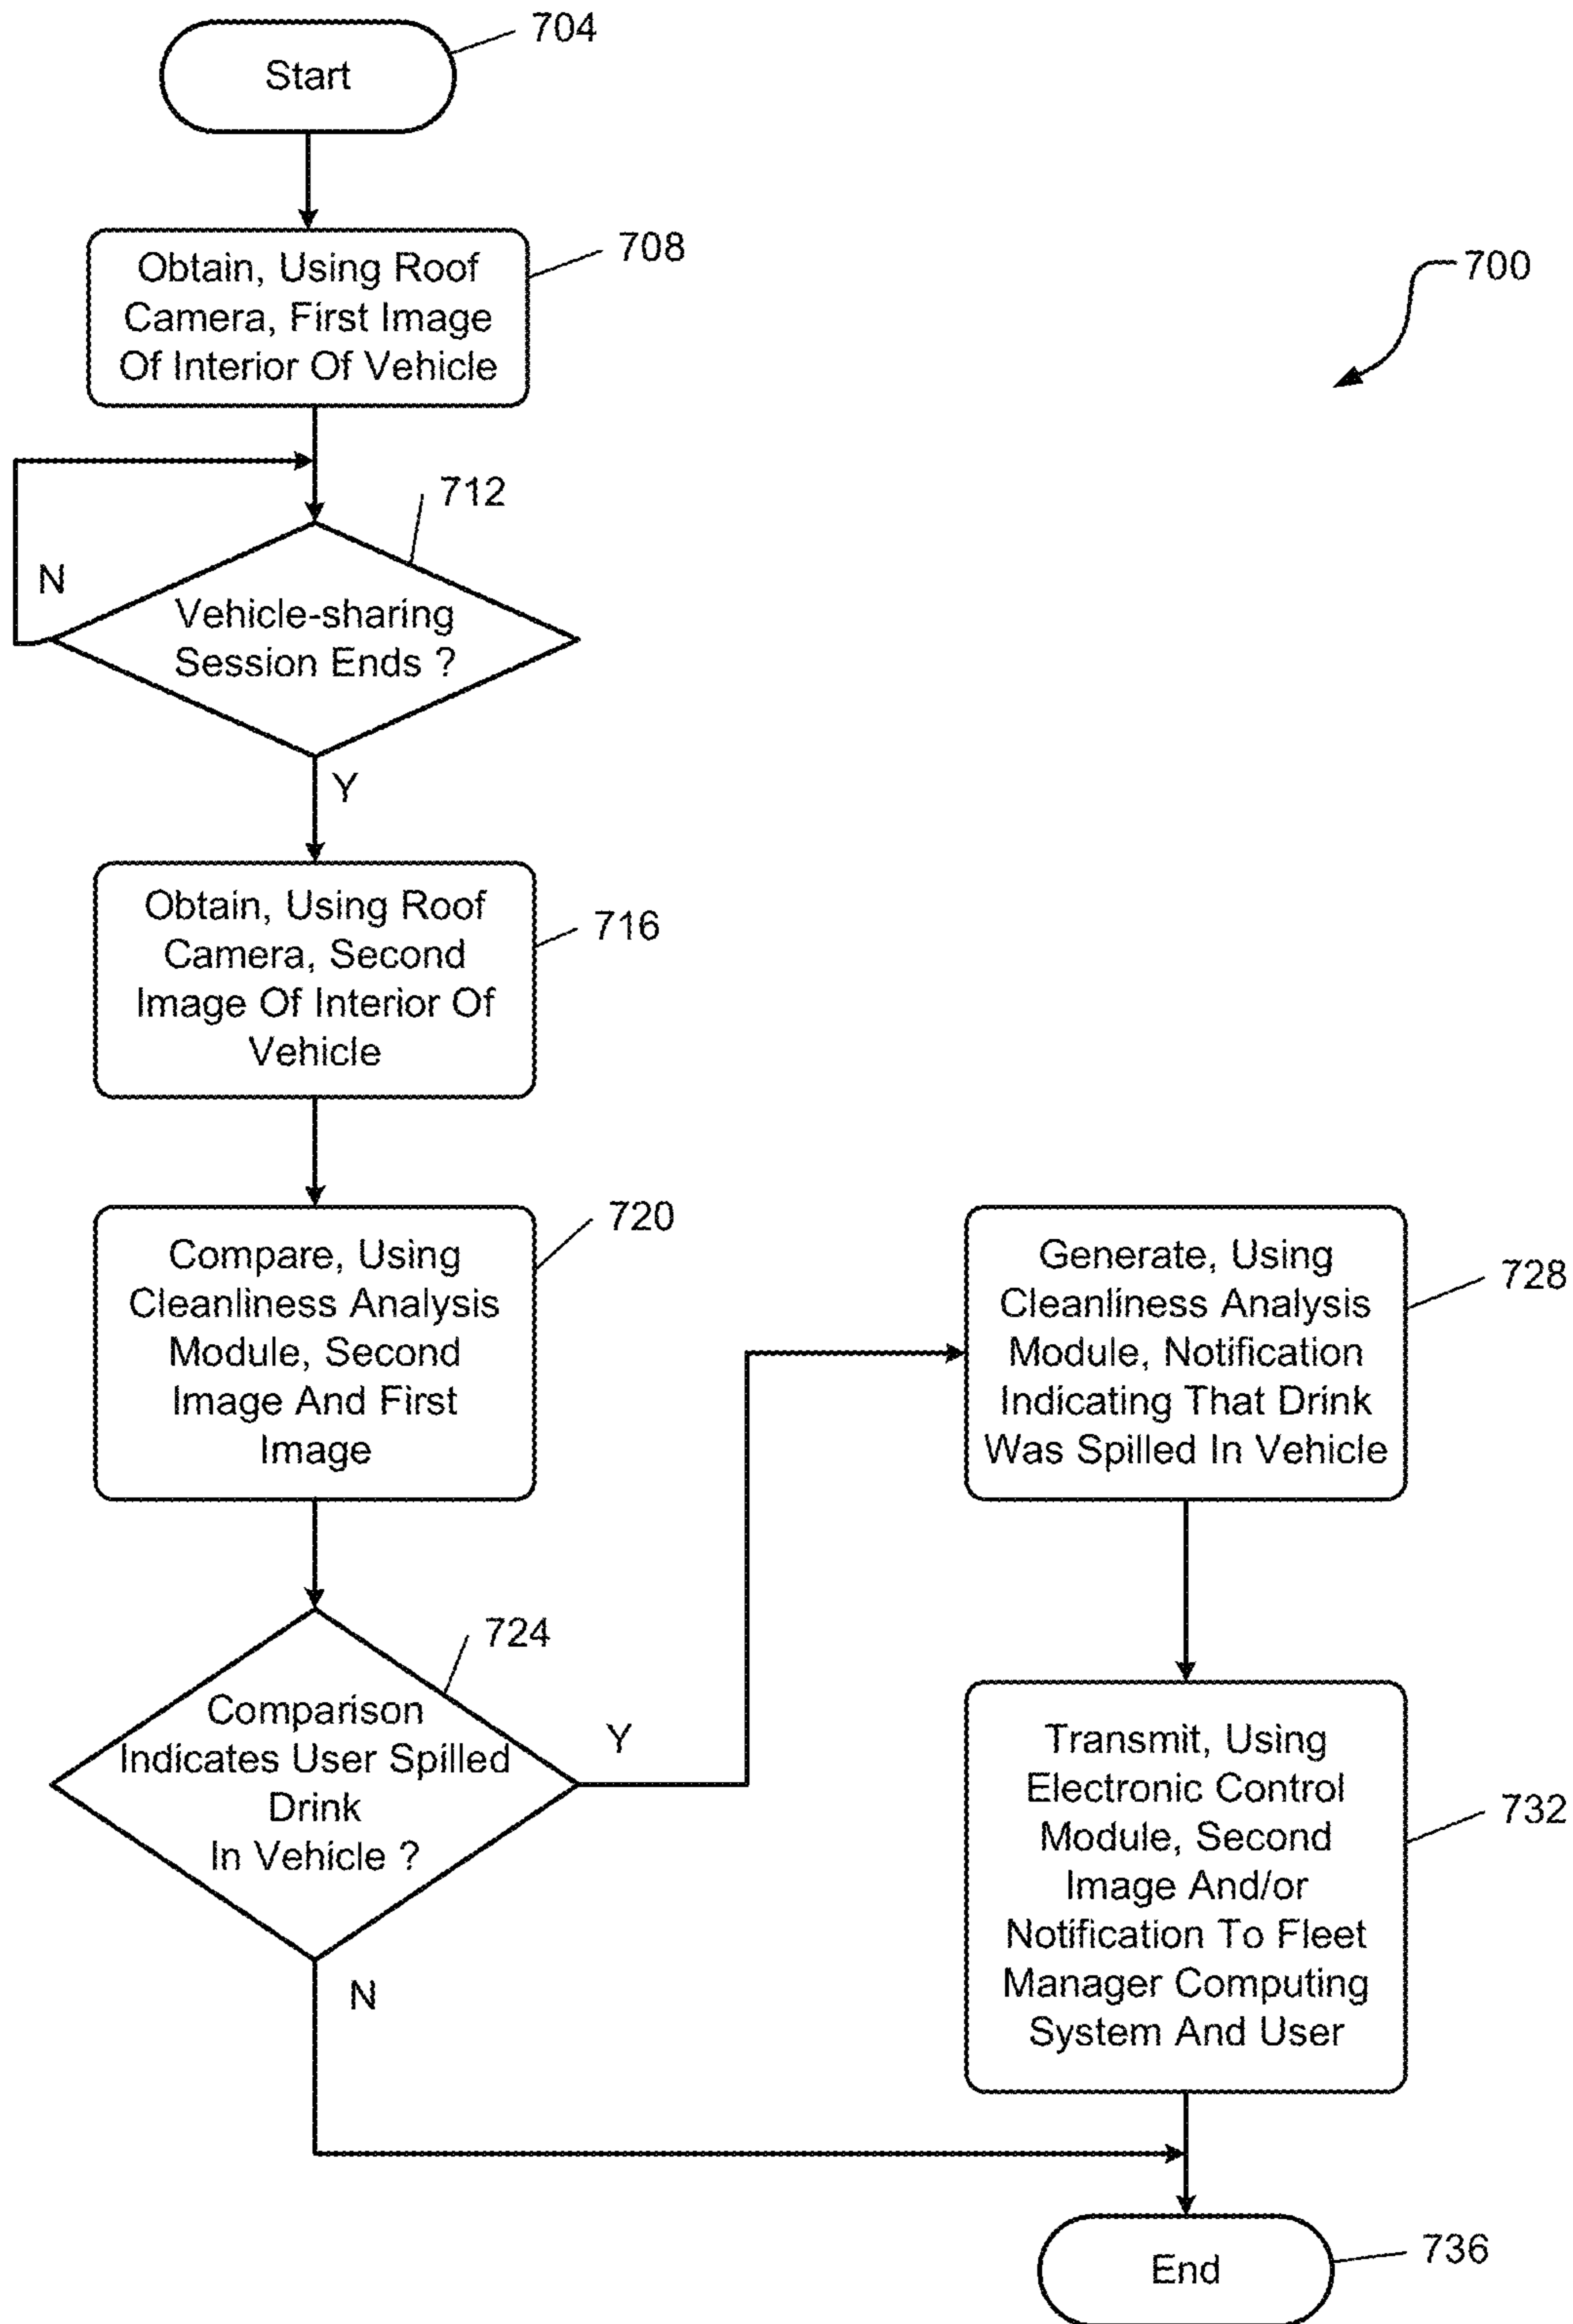 704
Start
708
Obtain, Using Roof
Camera, First Image
Of Interior Of Vehicle
700
712
N
Vehicle-sharing
Session Ends ?
Y
716
Obtain, Using Roof
Camera, Second
Image Of Interior Of
Vehicle
720
Compare, Using
Cleanliness Analysis
Module, Second
Image And First
Image
724
Comparison
Indicates User Spilled
Drink
In Vehicle ?
Y
N
728
Generate, Using
Cleanliness Analysis
Module, Notification
Indicating That Drink
Was Spilled In Vehicle
732
Transmit, Using
Electronic Control
Module, Second
Image And/or
Notification To Fleet
Manager Computing
System And User
End
736